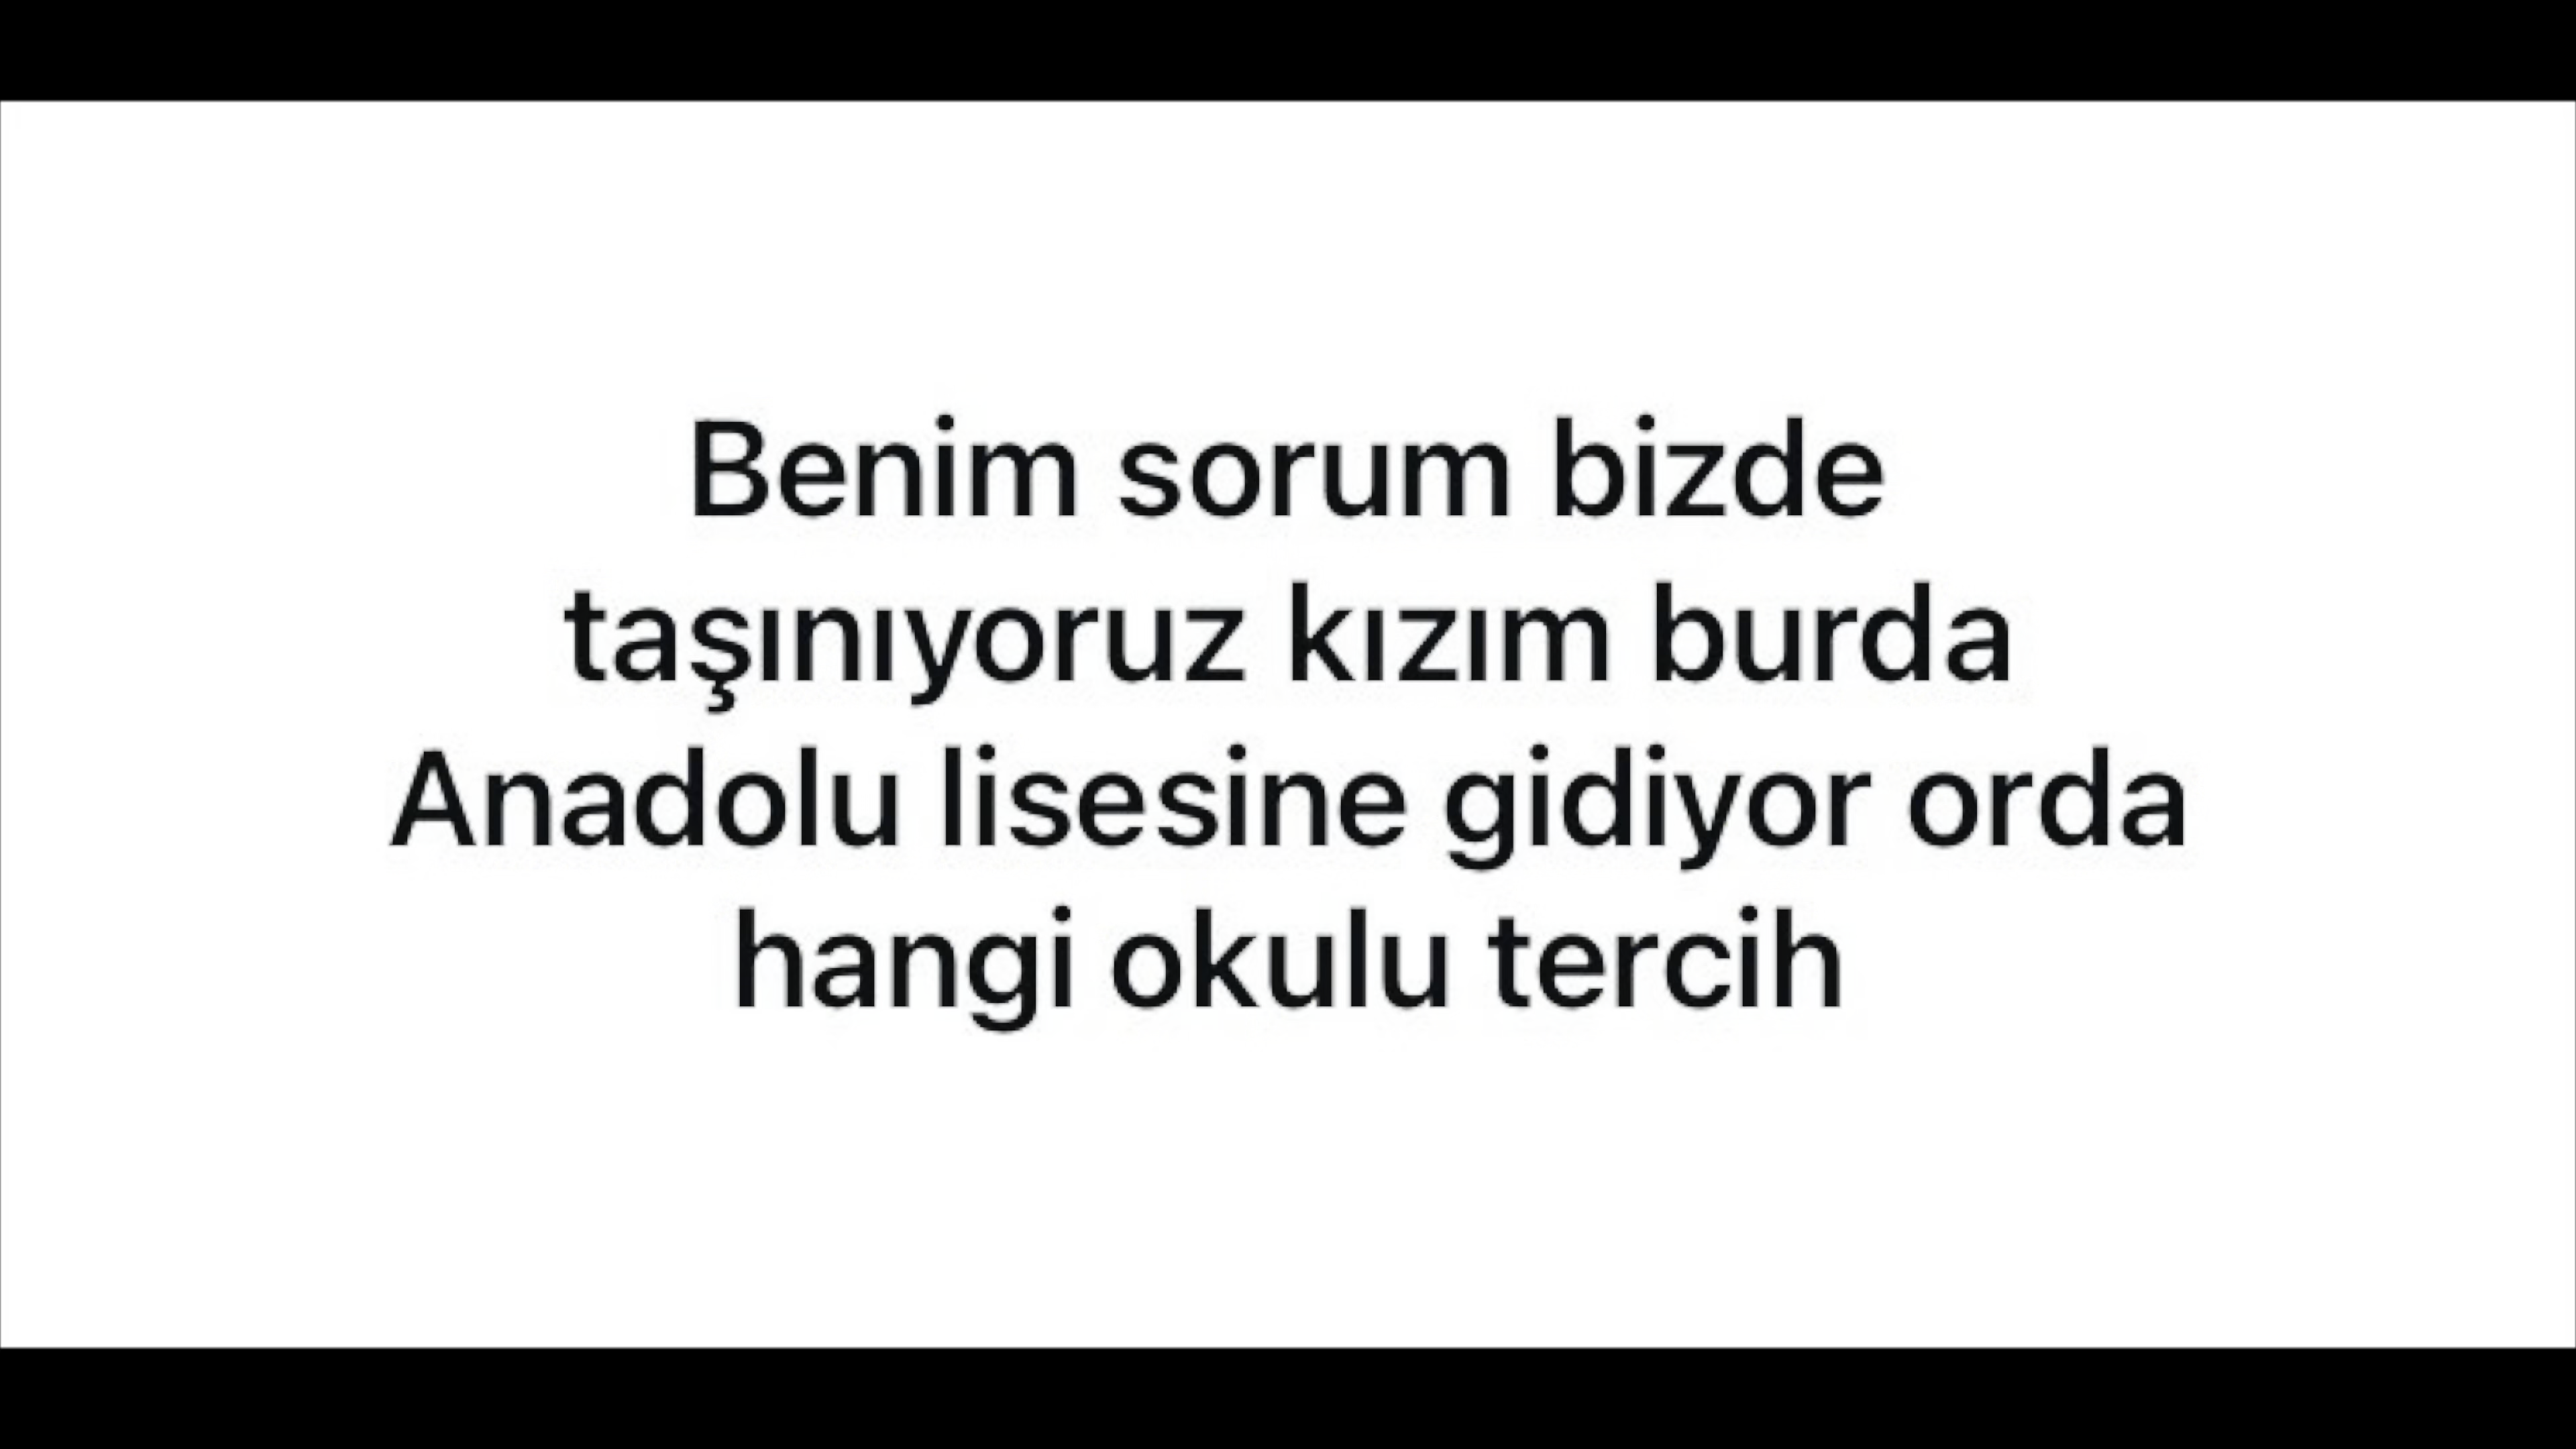 Benim sorum bizde
taşınıyoruz kızım burda
Anadolu lisesine gidiyor orda
hangi okulu tercih